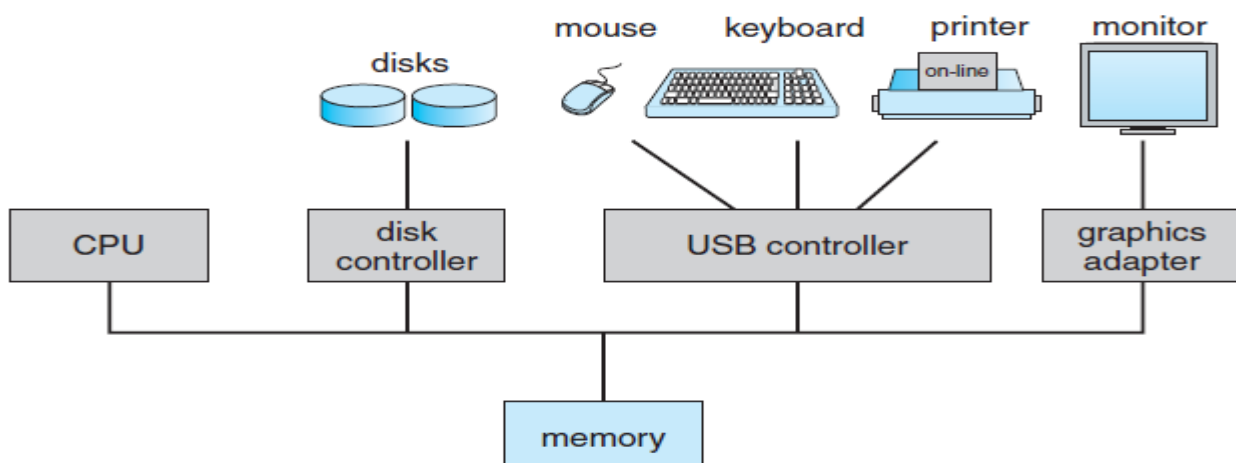 mouse
keyboard
printer
monitor
disks
on-line
CPU
disk
controller
USB controller
graphics
adapter
memory